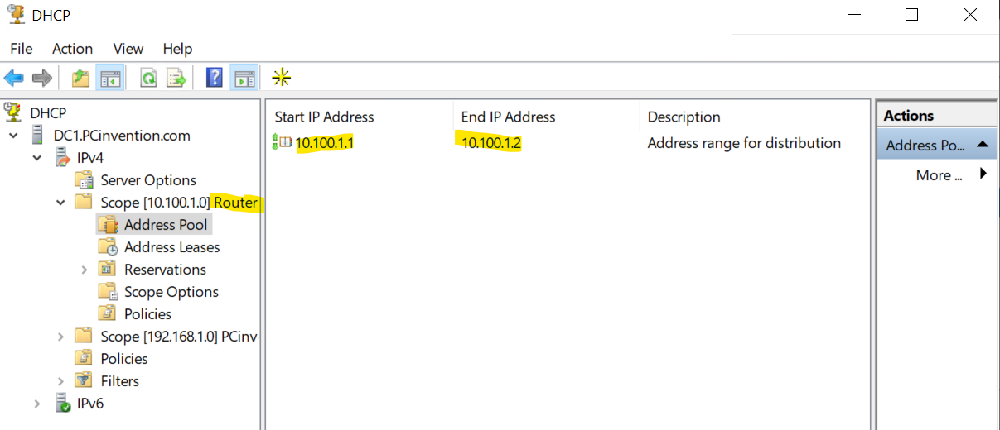 DHCP
File Action View Help
DHCP
DC1.PCinvention.com
IPv4
Server Options
Scope [10.100.1.0] Router
Address Pool
Address Leases
Reservations
Scope Options
Policies
Scope [192.168.1.0] PCinv
Policies
Filters
IPv6
Start IP Address End IP Address Description
10.100.1.1 10.100.1.2 Address range for distribution
Actions
Address Po...
More ...